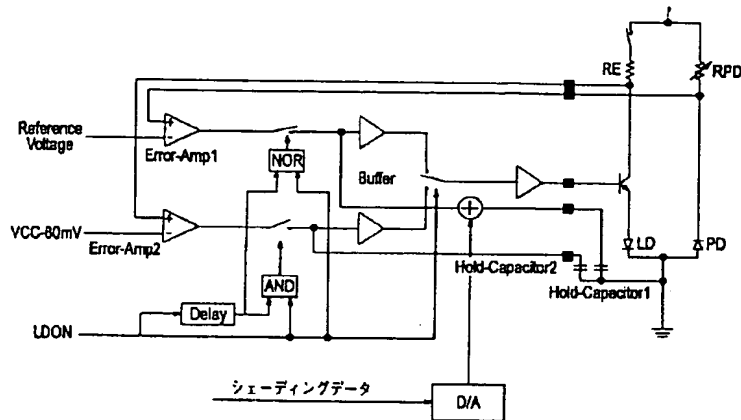 RE
RPD
Reference
Voltage
Error-Amp1
NOR
Buffer
VCC-60mV
Error-Amp2
LD
PD
Hold-Capacitor2
AND
Hold-Capacitor1
Delay
LDON
シェーディングデータ
D/A